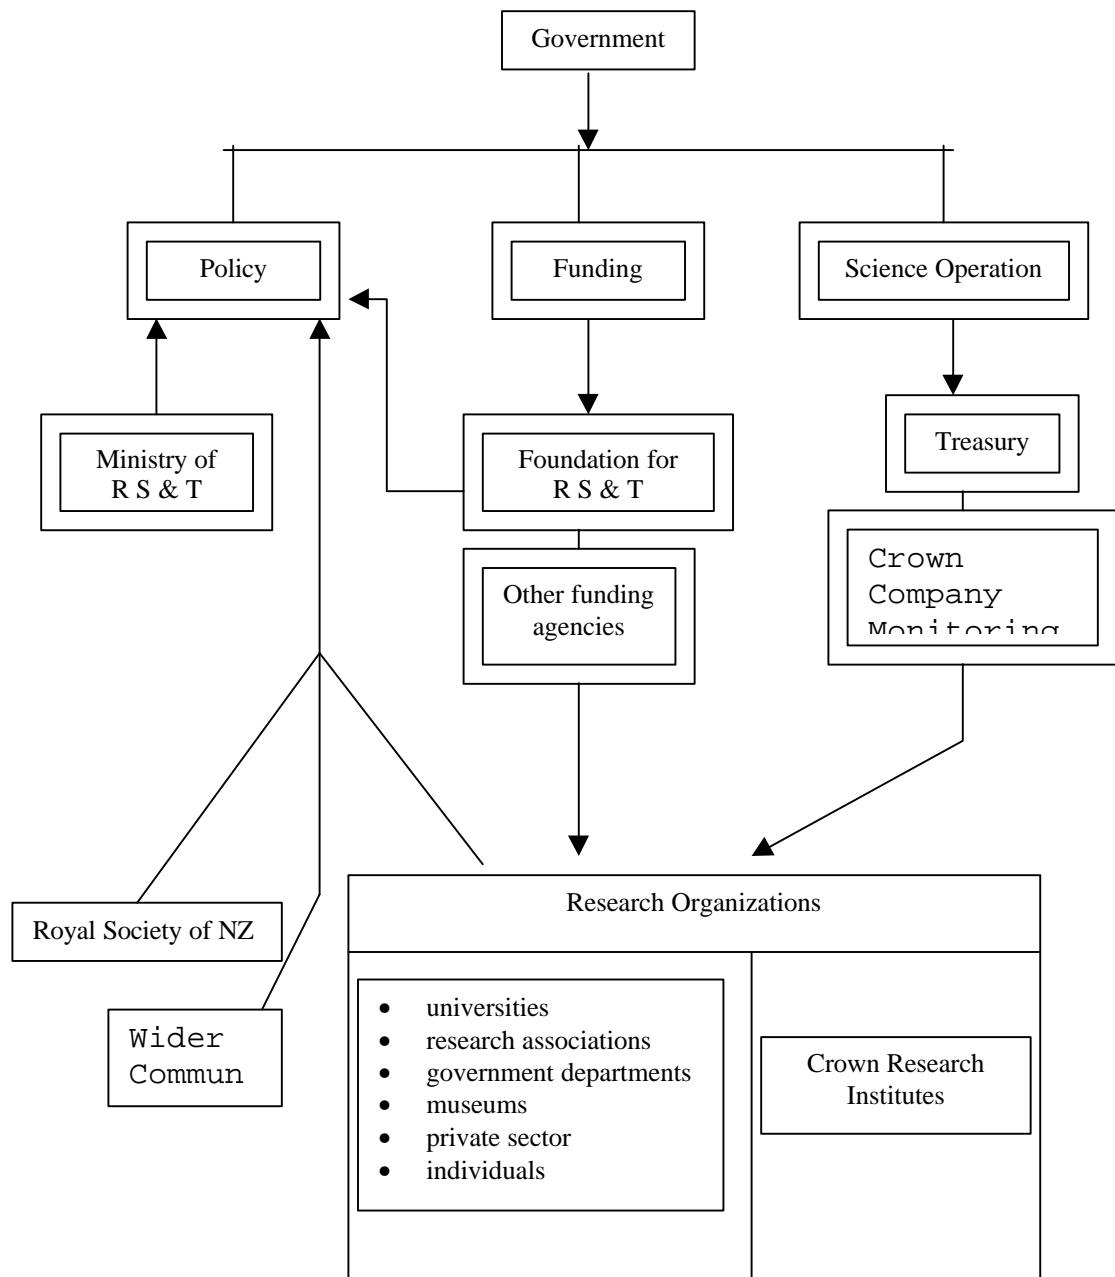 Government
Policy
Funding
Science Operation
Ministry of
R S & T
Foundation for
R S & T
Treasury
Other funding
agencies
Crown
Company
Monitoring
Research Organizations
Royal Society of NZ
Wider
Commun
• universities
• research associations
• government departments
• museums
• private sector
• individuals
Crown Research
Institutes